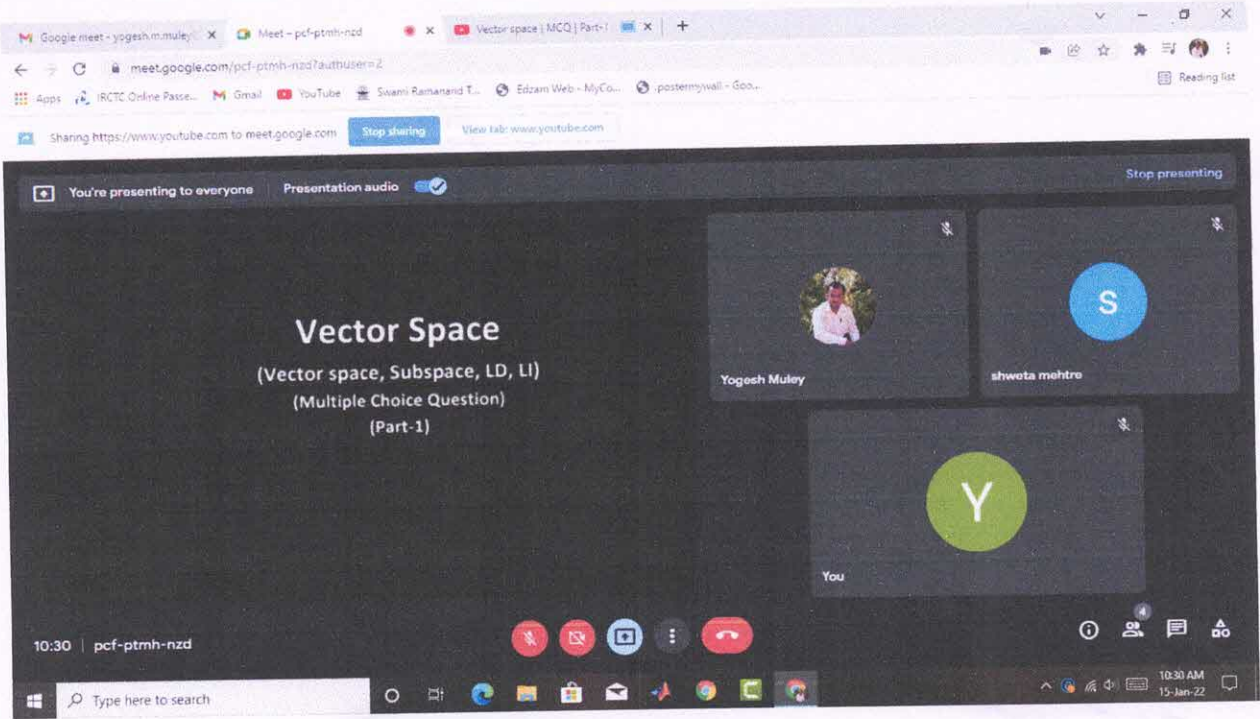 Google meet - yogesh.m.muley
Meet – pcf-ptmh-nzd
Vector space | MCQ | Part-1
meet.google.com/pcf-ptmh-nzd?authuser=2
Apps
IRCTC Online Passe...
Gmail
YouTube
Swami Ramanand T...
Edzam Web - MyCo...
.postermywall - Goo...
Reading list
Sharing https://www.youtube.com to meet.google.com
Stop sharing
View tab: www.youtube.com
You're presenting to everyone
Presentation audio
Stop presenting
Vector Space
(Vector space, Subspace, LD, LI)
(Multiple Choice Question)
(Part-1)
Yogesh Muley
S
shweta mehtre
Y
You
10:30 | pcf-ptmh-nzd
4
Type here to search
10:30 AM
15-Jan-22